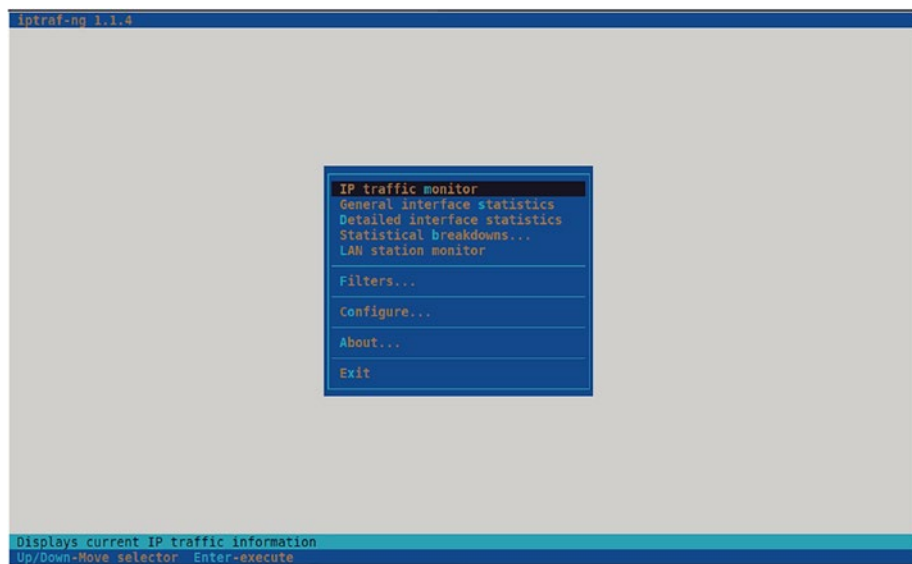 iptraf-ng 1.1.4
IP traffic monitor
General interface statistics
Detailed interface statistics
Statistical breakdowns...
LAN station monitor
Filters...
Configure...
About...
Exit
Displays current IP traffic information
Up/Down-Move selector  Enter-execute